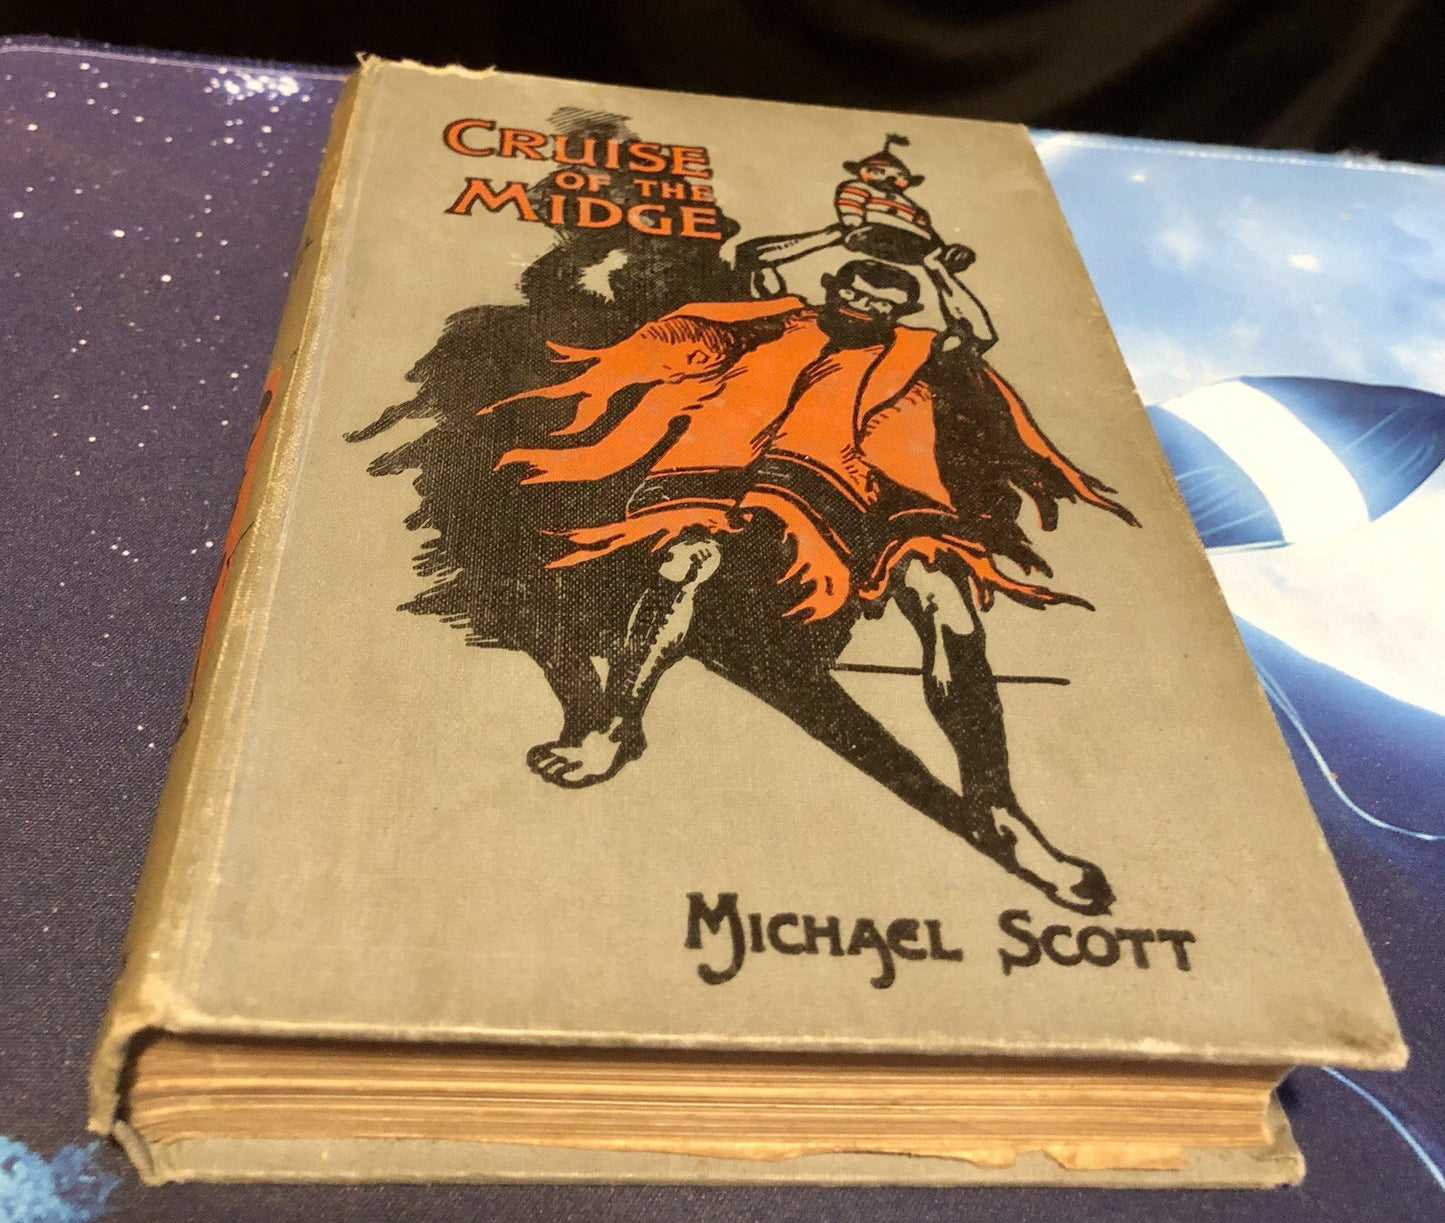 CRUISE
OF THE
MIDGE
MICHAEL SCOTT